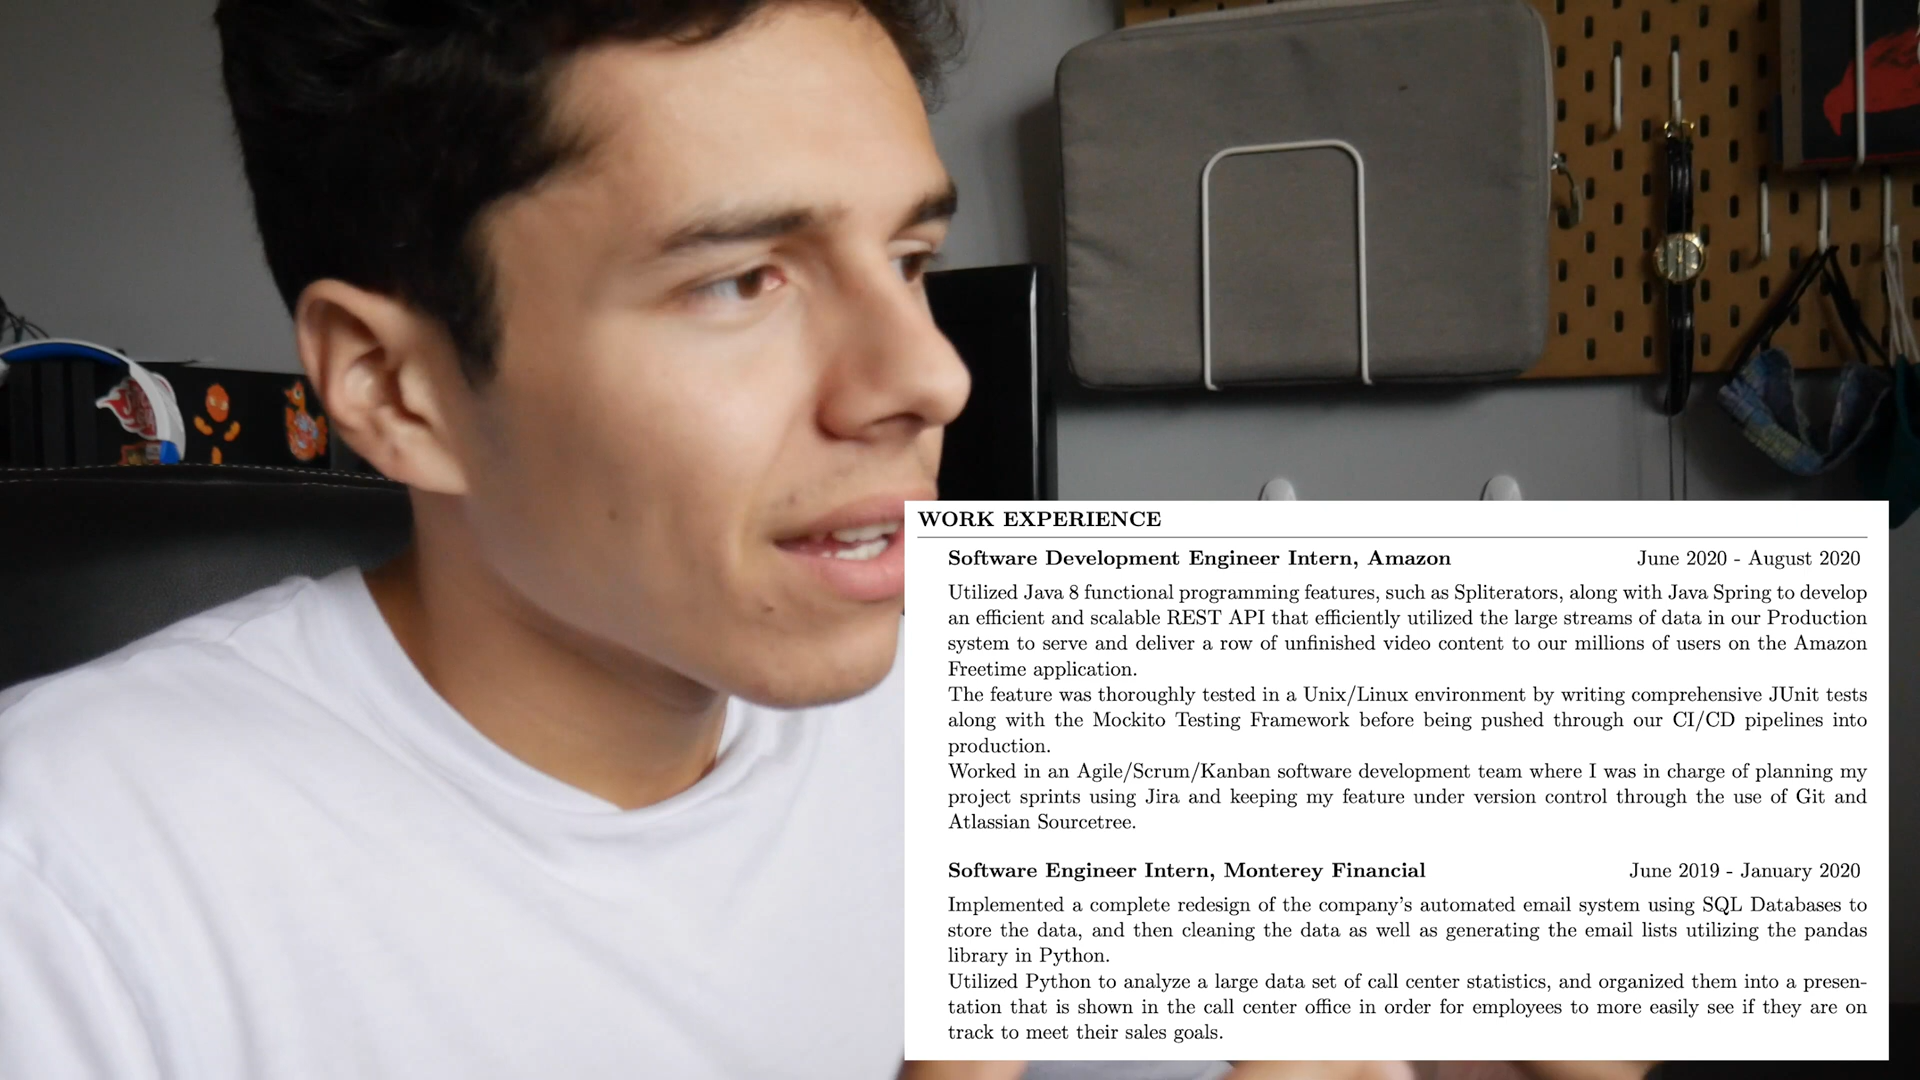 WORK EXPERIENCE
Software Development Engineer Intern, Amazon June 2020 - August 2020
Utilized Java 8 functional programming features, such as Spliterators, along with Java Spring to develop
an efficient and scalable REST API that efficiently utilized the large streams of data in our Production
system to serve and deliver a row of unfinished video content to our millions of users on the Amazon
Freetime application.
The feature was thoroughly tested in a Unix/Linux environment by writing comprehensive JUnit tests
along with the Mockito Testing Framework before being pushed through our CI/CD pipelines into
production.
Worked in an Agile/Scrum/Kanban software development team where I was in charge of planning my
project sprints using Jira and keeping my feature under version control through the use of Git and
Atlassian Sourcetree.
Software Engineer Intern, Monterey Financial June 2019 - January 2020
Implemented a complete redesign of the company's automated email system using SQL Databases to
store the data, and then cleaning the data as well as generating the email lists utilizing the pandas
library in Python.
Utilized Python to analyze a large data set of call center statistics, and organized them into a presen-
tation that is shown in the call center office in order for employees to more easily see if they are on
track to meet their sales goals.